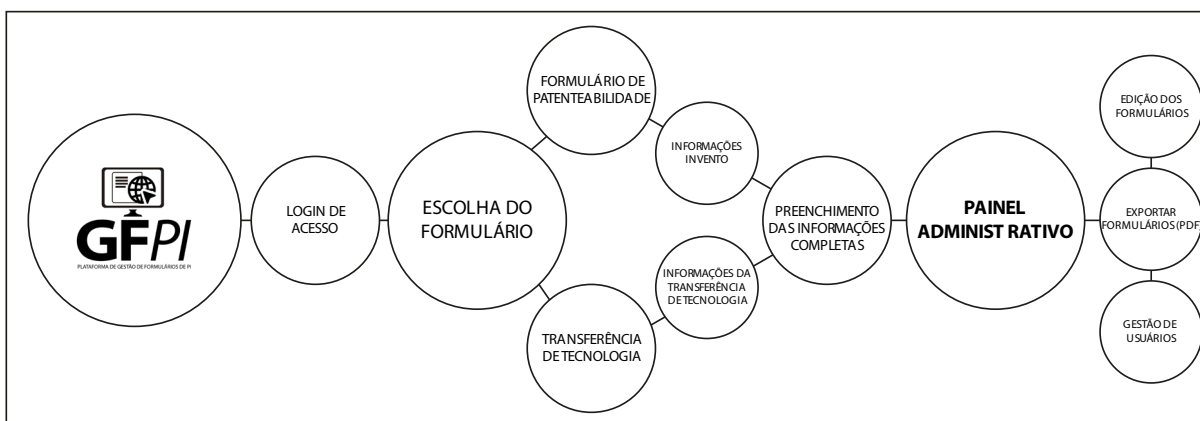 GFPI
PLATAFORMA DE GESTÃO DE FORMULÁRIOS DE PI
LOGIN DE
ACESSO
ESCOLHA DO
FORMULÁRIO
FORMULÁRIO DE
PATENTEABILIDADE
INFORMAÇÕES
INVENTO
TRANSFERÊNCIA
DE TECNOLOGIA
INFORMAÇÕES DA
TRANSFERÊNCIA
DE TECNOLOGIA
PREENCHIMENTO
DAS INFORMAÇÕES
COMPLETAS
PAINEL
ADMINIST RATIVO
EDIÇÃO DOS
FORMULÁRIOS
EXPORTAR
FORMULÁRIOS (PDF)
GESTÃO DE
USUÁRIOS